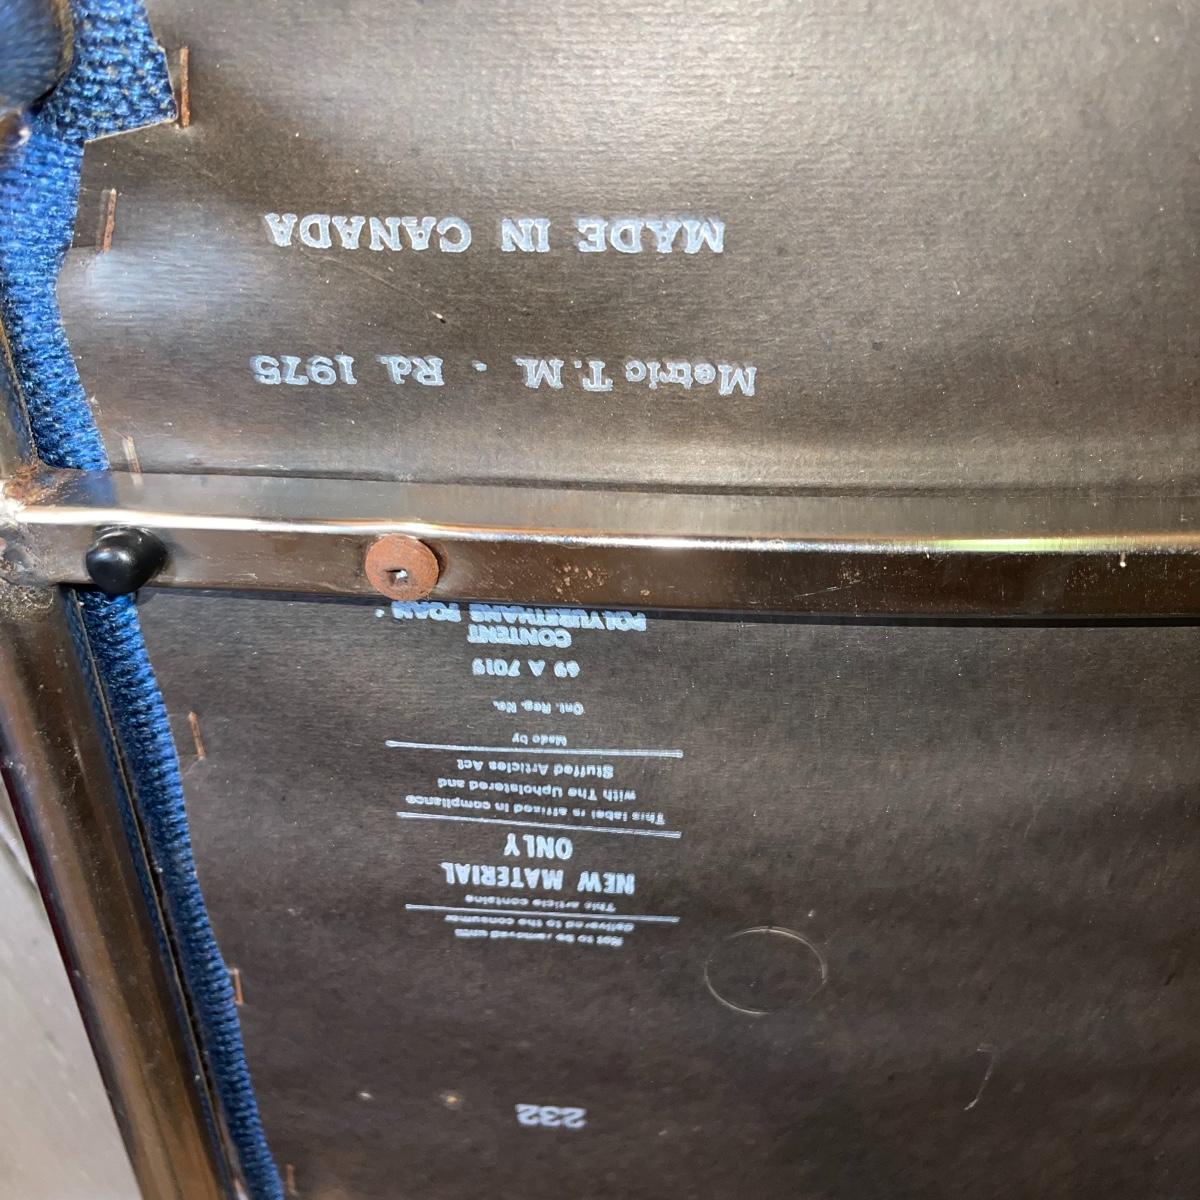 232
Not to be removed until
delivered to the consumer
This article contains
NEW MATERIAL
ONLY
This label is affixed in compliance
with The Upholstered and
Stuffed Articles Act
Made by
Ont. Reg. No.
69 A 7019
CONTENT
POLYURETHANE FOAM
Metric T.M. · Rd. 1975
MADE IN CANADA